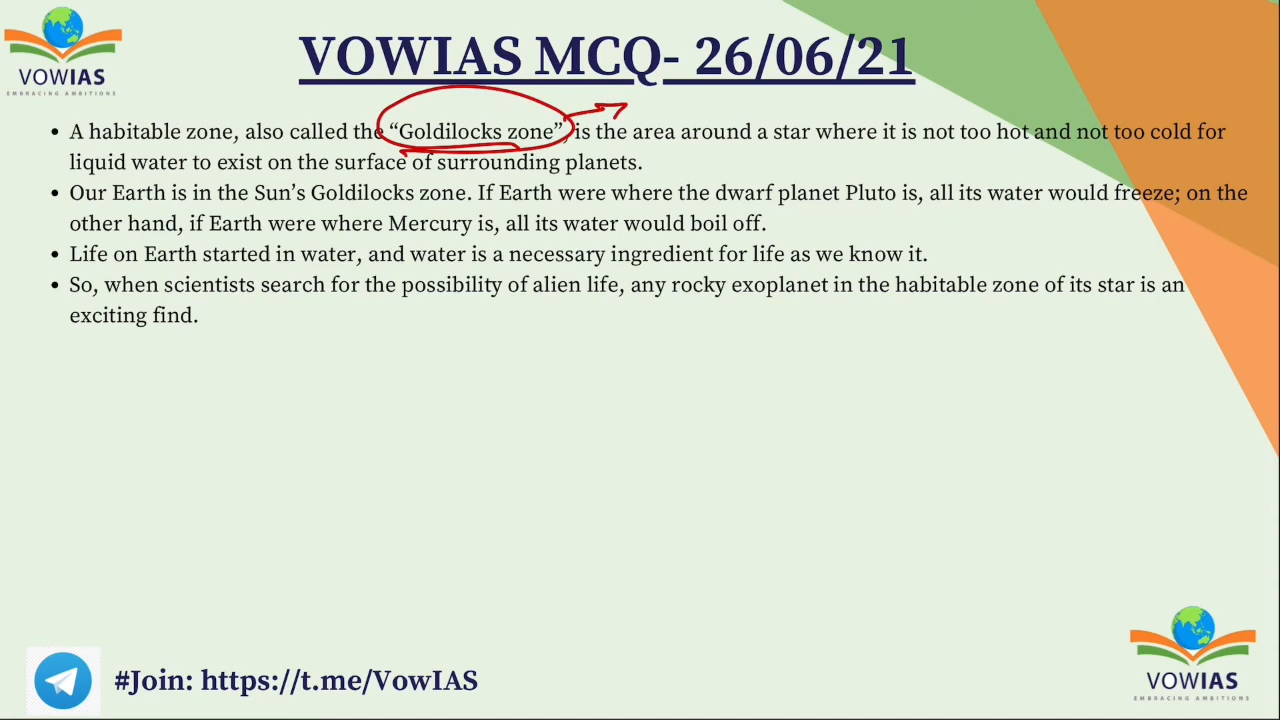 VOWIAS
EMBRACING AMBITIONS
VOWIAS MCQ- 26/06/21
• A habitable zone, also called the “Goldilocks zone”, is the area around a star where it is not too hot and not too cold for
liquid water to exist on the surface of surrounding planets.
• Our Earth is in the Sun’s Goldilocks zone. If Earth were where the dwarf planet Pluto is, all its water would freeze; on the
other hand, if Earth were where Mercury is, all its water would boil off.
• Life on Earth started in water, and water is a necessary ingredient for life as we know it.
• So, when scientists search for the possibility of alien life, any rocky exoplanet in the habitable zone of its star is an
exciting find.
#Join: https://t.me/VowIAS
VOWIAS
EMBRACING AMBITIONS